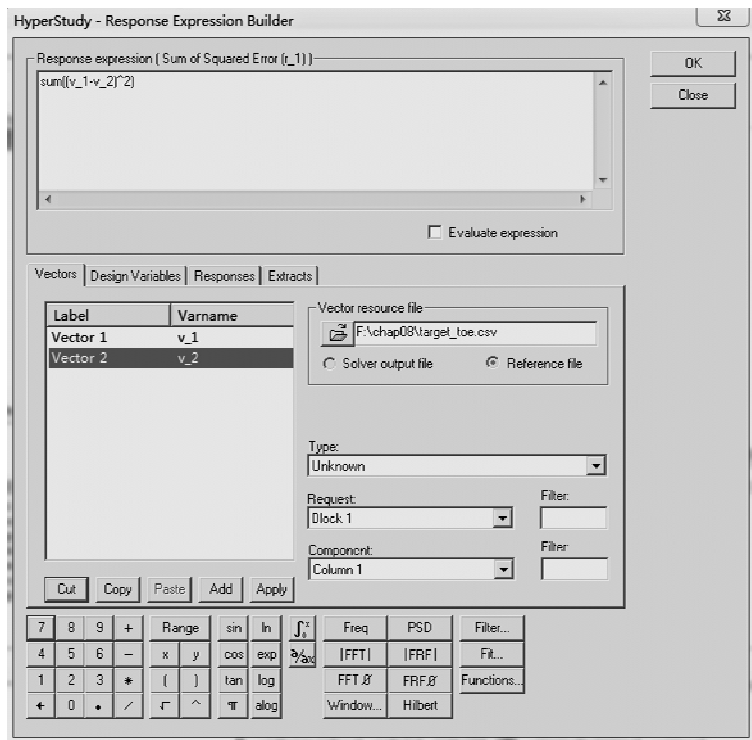 HyperStudy - Response Expression Builder
Response expression ( Sum of Squared Error (r_1) )
sum((v_1-v_2)^2)
OK
Close
Evaluate expression
Vectors Design Variables Responses Extracts
Label Varname
Vector 1 v_1
Vector 2 v_2
Vector resource file
F:\chap08\target_toe.csv
Solver output file Reference file
Type:
Unknown
Request: Filter:
Block 1
Component: Filter
Column 1
Cut Copy Paste Add Apply
7 8 9 + Range sin ln Freq PSD Filter...
4 5 6 - x y cos exp |FFT| |FRF| Fit...
1 2 3 * ( ) tan log FFT Ø FRF Ø Functions...
← 0 . / √ ^ π alog Window... Hilbert